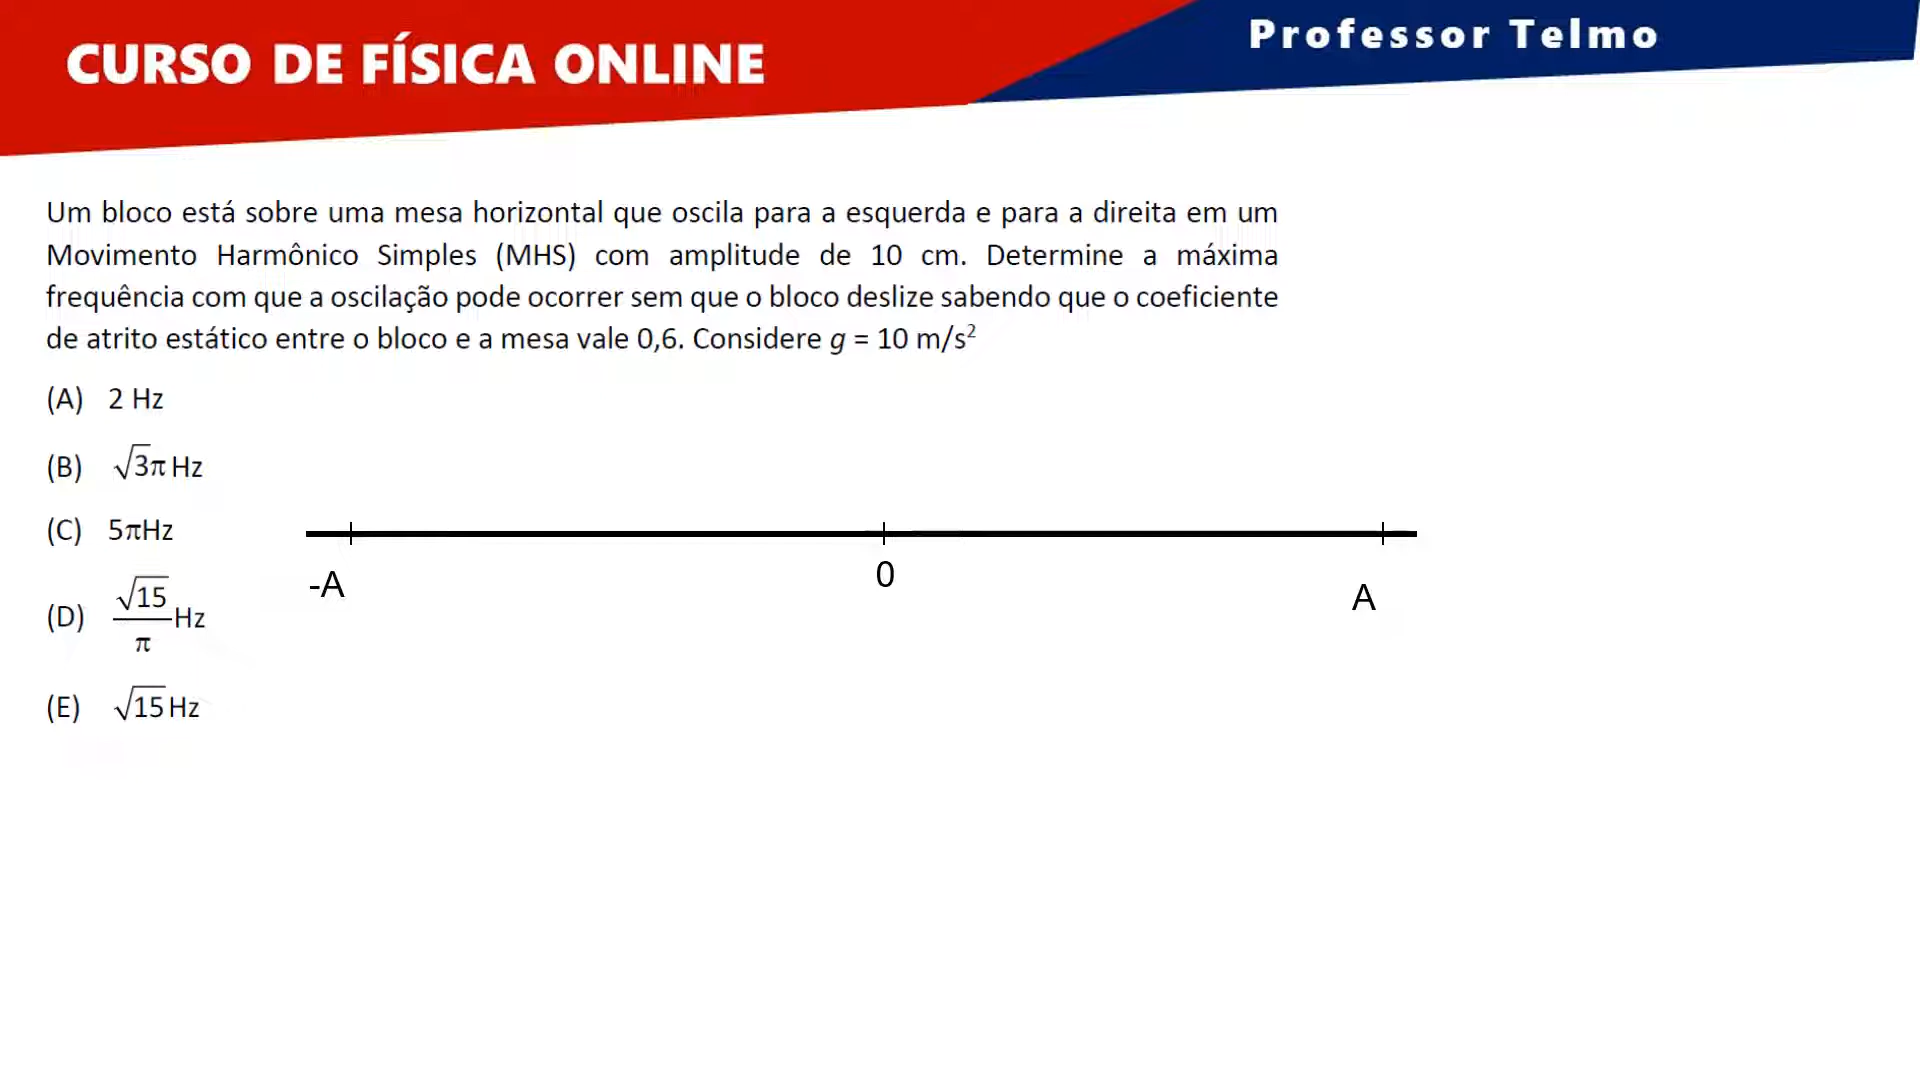 CURSO DE FÍSICA ONLINE
Professor Telmo
Um bloco está sobre uma mesa horizontal que oscila para a esquerda e para a direita em um
Movimento Harmônico Simples (MHS) com amplitude de 10 cm. Determine a máxima
frequência com que a oscilação pode ocorrer sem que o bloco deslize sabendo que o coeficiente
de atrito estático entre o bloco e a mesa vale 0,6. Considere g = 10 m/s²
(A) 2 Hz
(B) √3π Hz
(C) 5πHz
(D) √15/π Hz
(E) √15 Hz
-A
0
A